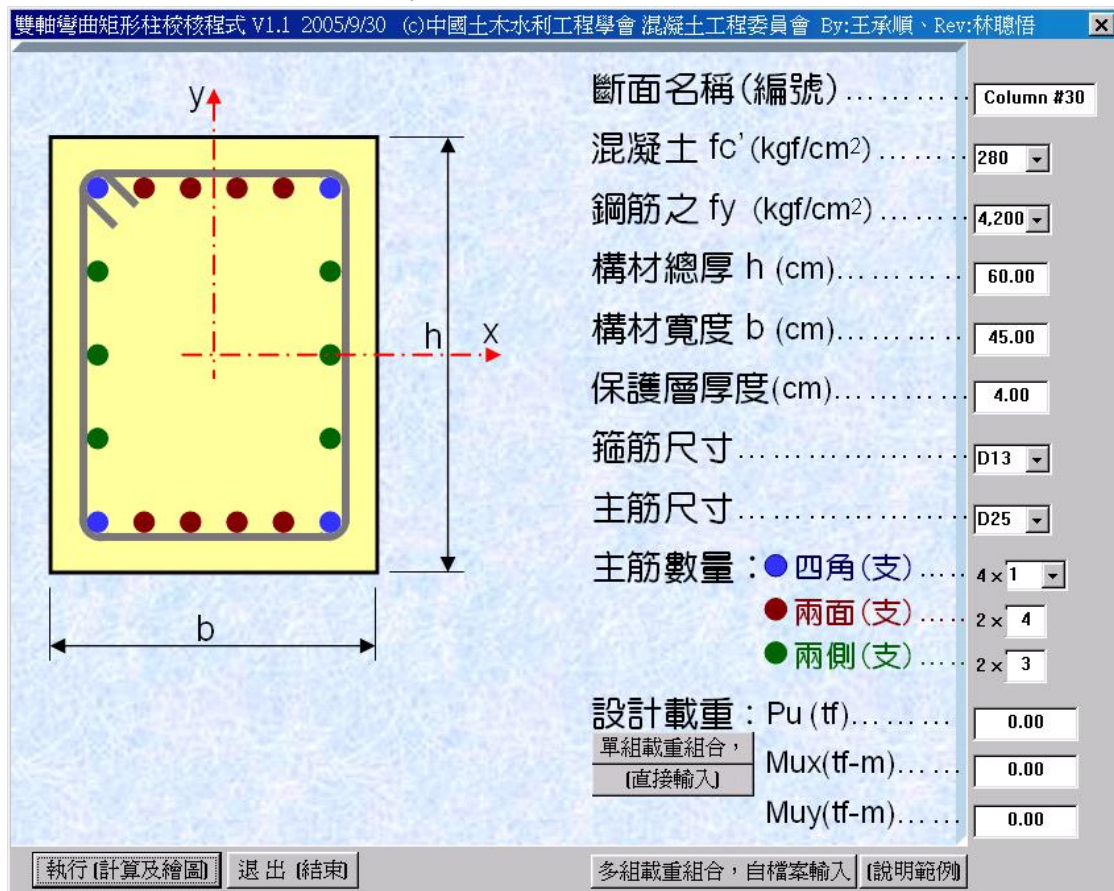 雙軸彎曲矩形柱校核程式 V1.1 2005/9/30 (c)中國土木水利工程學會 混凝土工程委員會 By:王承順、Rev:林聰悟
y
x
h
b
斷面名稱(編號).......... Column #30
混凝土 fc' (kgf/cm2)...... 280
鋼筋之 fy (kgf/cm2)....... 4,200
構材總厚 h (cm).......... 60.00
構材寬度 b (cm).......... 45.00
保護層厚度(cm)........... 4.00
箍筋尺寸.................. D13
主筋尺寸.................. D25
主筋數量：四角(支)..... 4× 1
兩面(支)..... 2× 4
兩側(支)..... 2× 3
設計載重：Pu (tf)........ 0.00
單組載重組合，
(直接輸入)
Mux(tf-m)...... 0.00
Muy(tf-m)...... 0.00
執行 (計算及繪圖) 退 出 (結束) 多組載重組合，自檔案輸入 (說明範例)